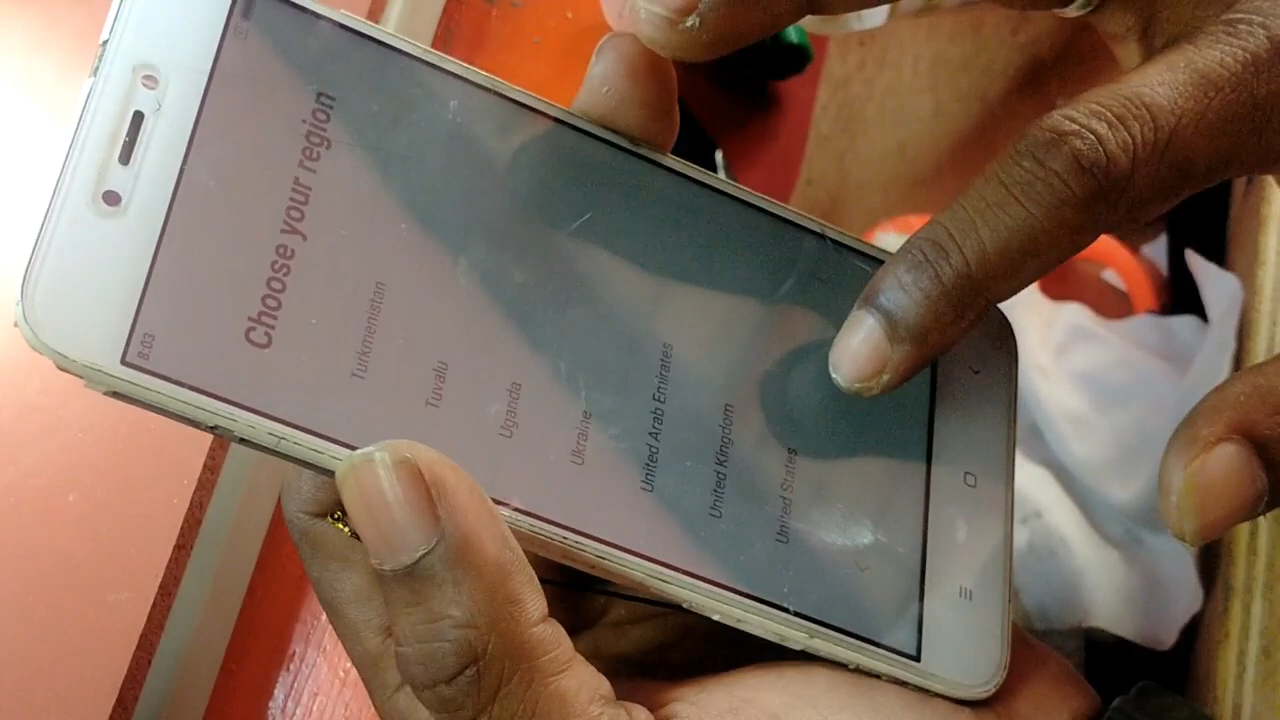 8:03
Choose your region
Turkmenistan
Tuvalu
Uganda
Ukraine
United Arab Emirates
United Kingdom
United States